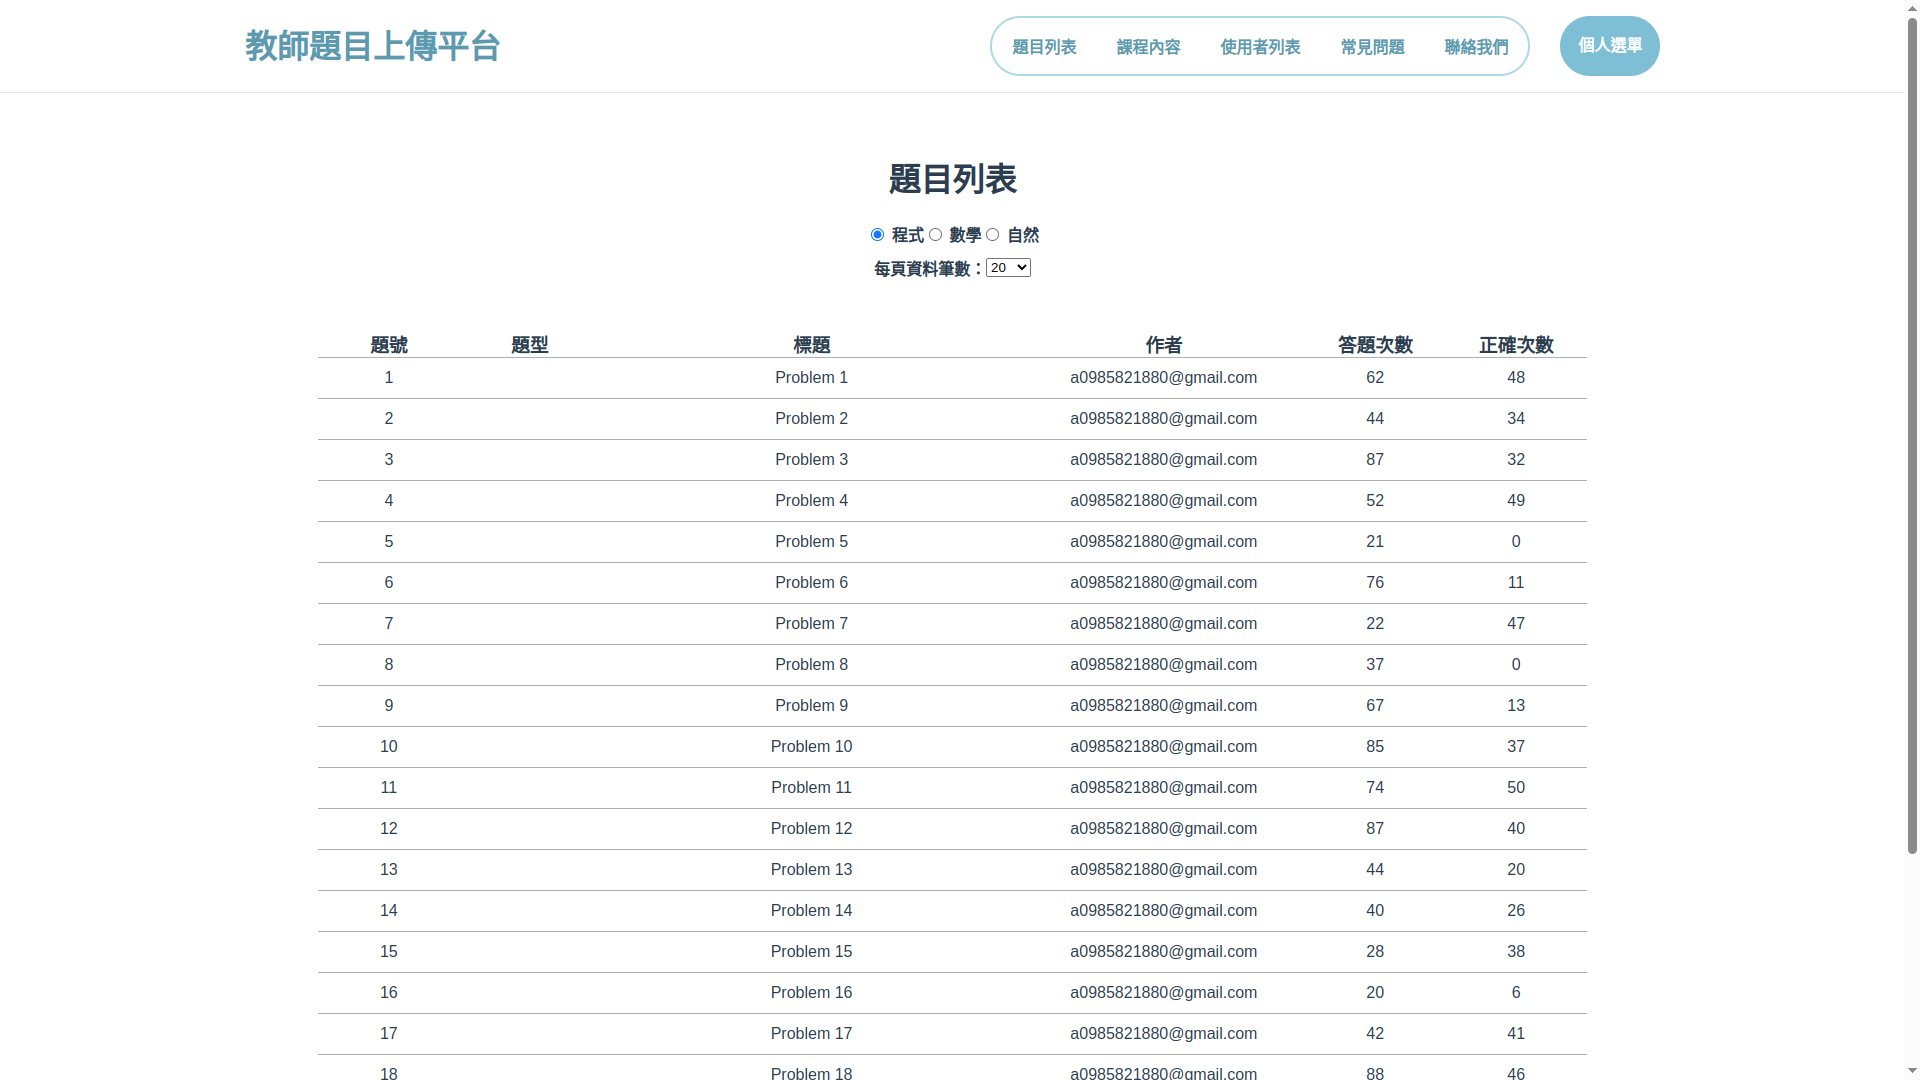 教師題目上傳平台
題目列表 課程內容 使用者列表 常見問題 聯絡我們
個人選單
題目列表
程式 數學 自然
每頁資料筆數：20
題號 題型 標題 作者 答題次數 正確次數
1 Problem 1 a0985821880@gmail.com 62 48
2 Problem 2 a0985821880@gmail.com 44 34
3 Problem 3 a0985821880@gmail.com 87 32
4 Problem 4 a0985821880@gmail.com 52 49
5 Problem 5 a0985821880@gmail.com 21 0
6 Problem 6 a0985821880@gmail.com 76 11
7 Problem 7 a0985821880@gmail.com 22 47
8 Problem 8 a0985821880@gmail.com 37 0
9 Problem 9 a0985821880@gmail.com 67 13
10 Problem 10 a0985821880@gmail.com 85 37
11 Problem 11 a0985821880@gmail.com 74 50
12 Problem 12 a0985821880@gmail.com 87 40
13 Problem 13 a0985821880@gmail.com 44 20
14 Problem 14 a0985821880@gmail.com 40 26
15 Problem 15 a0985821880@gmail.com 28 38
16 Problem 16 a0985821880@gmail.com 20 6
17 Problem 17 a0985821880@gmail.com 42 41
18 Problem 18 a0985821880@gmail.com 88 46